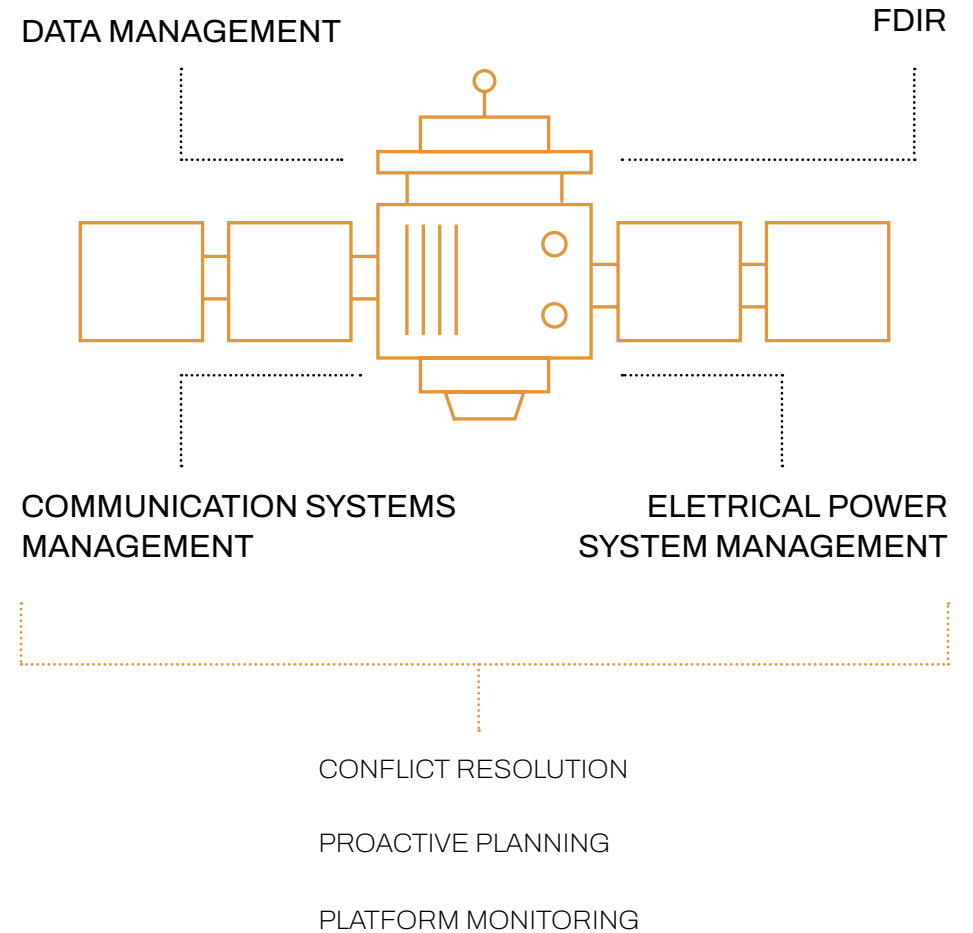 DATA MANAGEMENT
FDIR
COMMUNICATION SYSTEMS
MANAGEMENT
ELETRICAL POWER
SYSTEM MANAGEMENT
CONFLICT RESOLUTION
PROACTIVE PLANNING
PLATFORM MONITORING